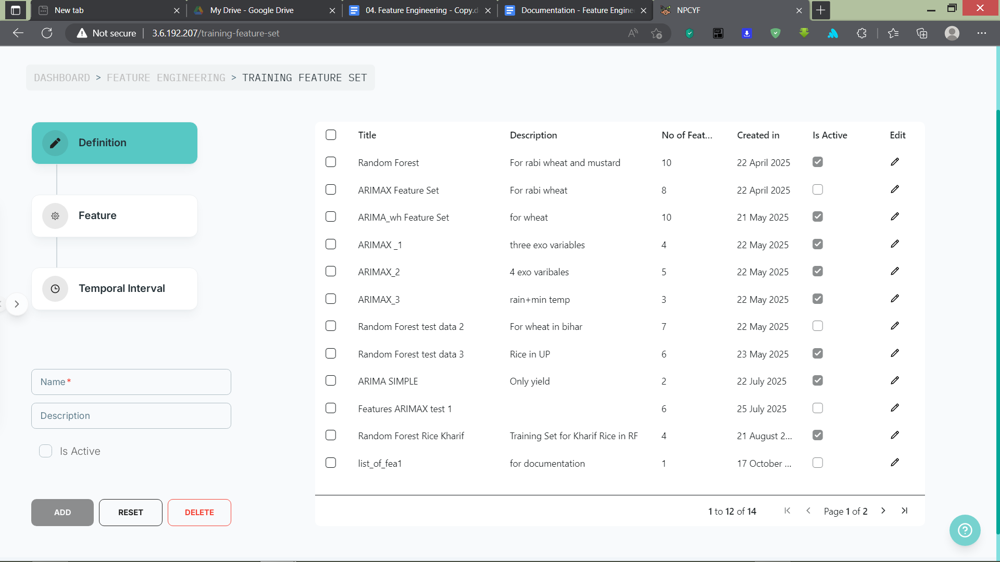 New tab
My Drive - Google Drive
04. Feature Engineering - Copy.d
Documentation - Feature Engine
NPCYF
Not secure
3.6.192.207/training-feature-set
DASHBOARD > FEATURE ENGINEERING > TRAINING FEATURE SET
Definition
Feature
Temporal Interval
Name*
Description
Is Active
ADD RESET DELETE
Title Description No of Feat... Created in Is Active Edit
Random Forest For rabi wheat and mustard 10 22 April 2025
ARIMAX Feature Set For rabi wheat 8 22 April 2025
ARIMA_wh Feature Set for wheat 10 21 May 2025
ARIMAX _1 three exo variables 4 22 May 2025
ARIMAX_2 4 exo varibales 5 22 May 2025
ARIMAX_3 rain+min temp 3 22 May 2025
Random Forest test data 2 For wheat in bihar 7 22 May 2025
Random Forest test data 3 Rice in UP 6 23 May 2025
ARIMA SIMPLE Only yield 2 22 July 2025
Features ARIMAX test 1 6 25 July 2025
Random Forest Rice Kharif Training Set for Kharif Rice in RF 4 21 August 2...
list_of_fea1 for documentation 1 17 October ...
1 to 12 of 14 Page 1 of 2